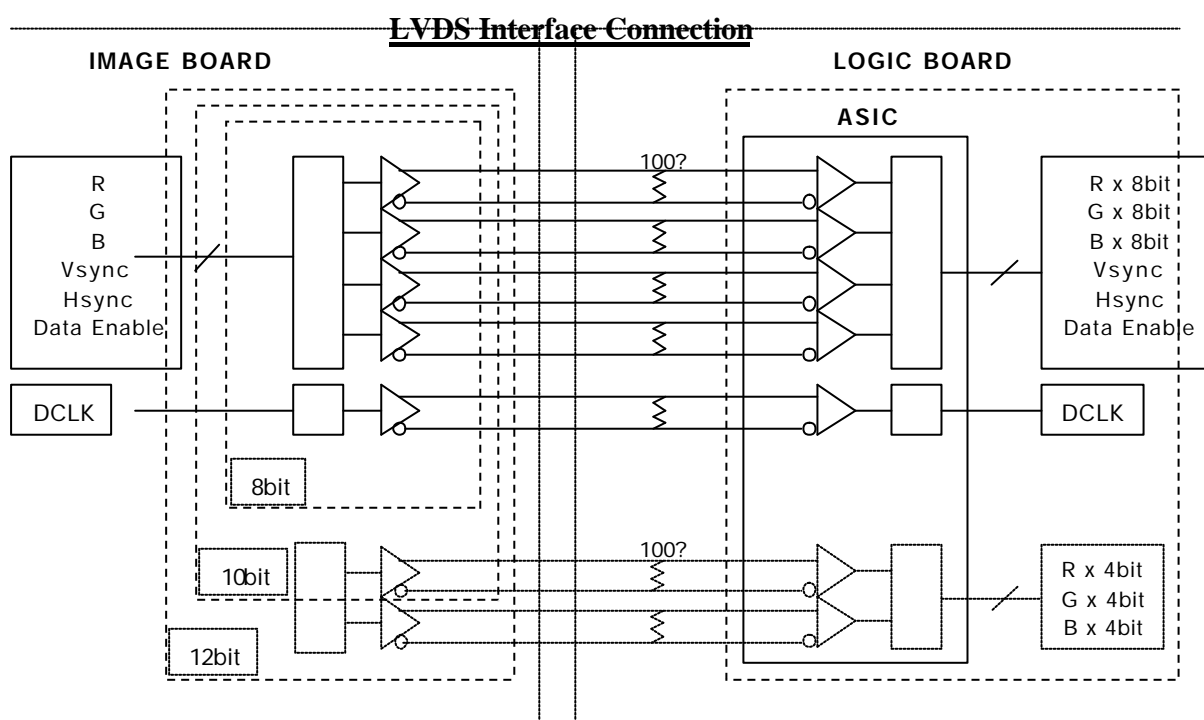 LVDS Interface Connection
IMAGE BOARD
LOGIC BOARD
ASIC
R
G
B
Vsync
Hsync
Data Enable
100?
R x 8bit
G x 8bit
B x 8bit
Vsync
Hsync
Data Enable
DCLK
DCLK
8bit
10bit
12bit
100?
R x 4bit
G x 4bit
B x 4bit